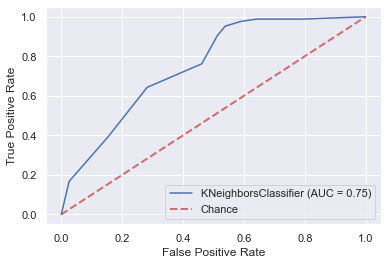 1.0
0.8
0.6
0.4
0.2
0.0
True Positive Rate
KNeighborsClassifier (AUC = 0.75)
Chance
0.0 0.2 0.4 0.6 0.8 1.0
False Positive Rate